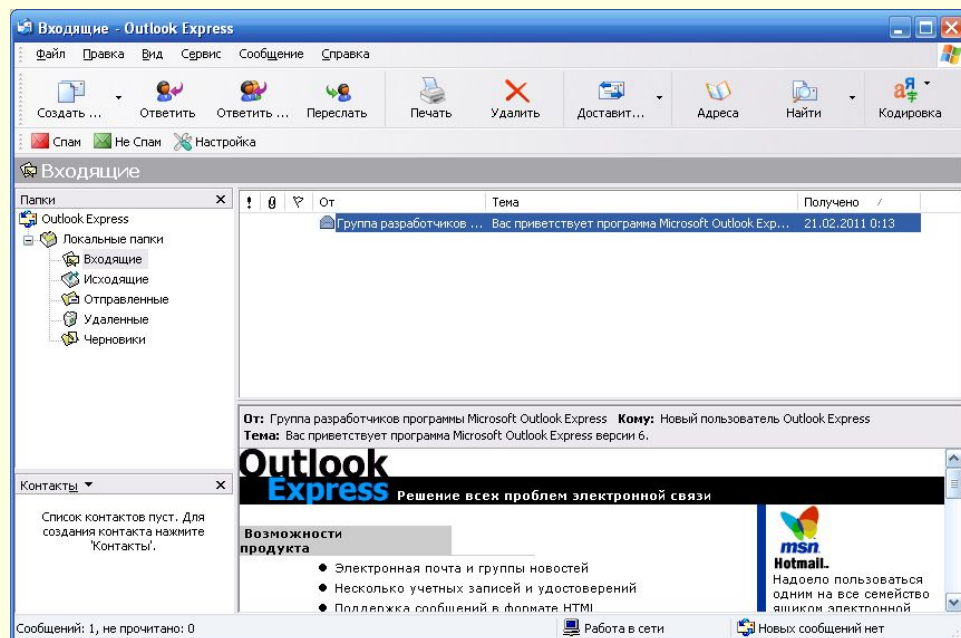 Входящие - Outlook Express
Файл Правка Вид Сервис Сообщение Справка
Создать ... Ответить Ответить ... Переслать Печать Удалить Доставит... Адреса Найти Кодировка
Спам Не Спам Настройка
Входящие
Папки
Outlook Express
Локальные папки
Входящие
Исходящие
Отправленные
Удаленные
Черновики
От Тема Получено
Группа разработчиков ... Вас приветствует программа Microsoft Outlook Exp... 21.02.2011 0:13
От: Группа разработчиков программы Microsoft Outlook Express Кому: Новый пользователь Outlook Express
Тема: Вас приветствует программа Microsoft Outlook Express версии 6.
Outlook
Express Решение всех проблем электронной связи
Возможности
продукта
• Электронная почта и группы новостей
• Несколько учетных записей и удостоверений
• Поддержка сообщений в формате HTML
msn
Hotmail
Надоело пользоваться
одним на все семейство
ящиком электронной
Контакты
Список контактов пуст. Для
создания контакта нажмите
'Контакты'.
Сообщений: 1, не прочитано: 0 Работа в сети Новых сообщений нет